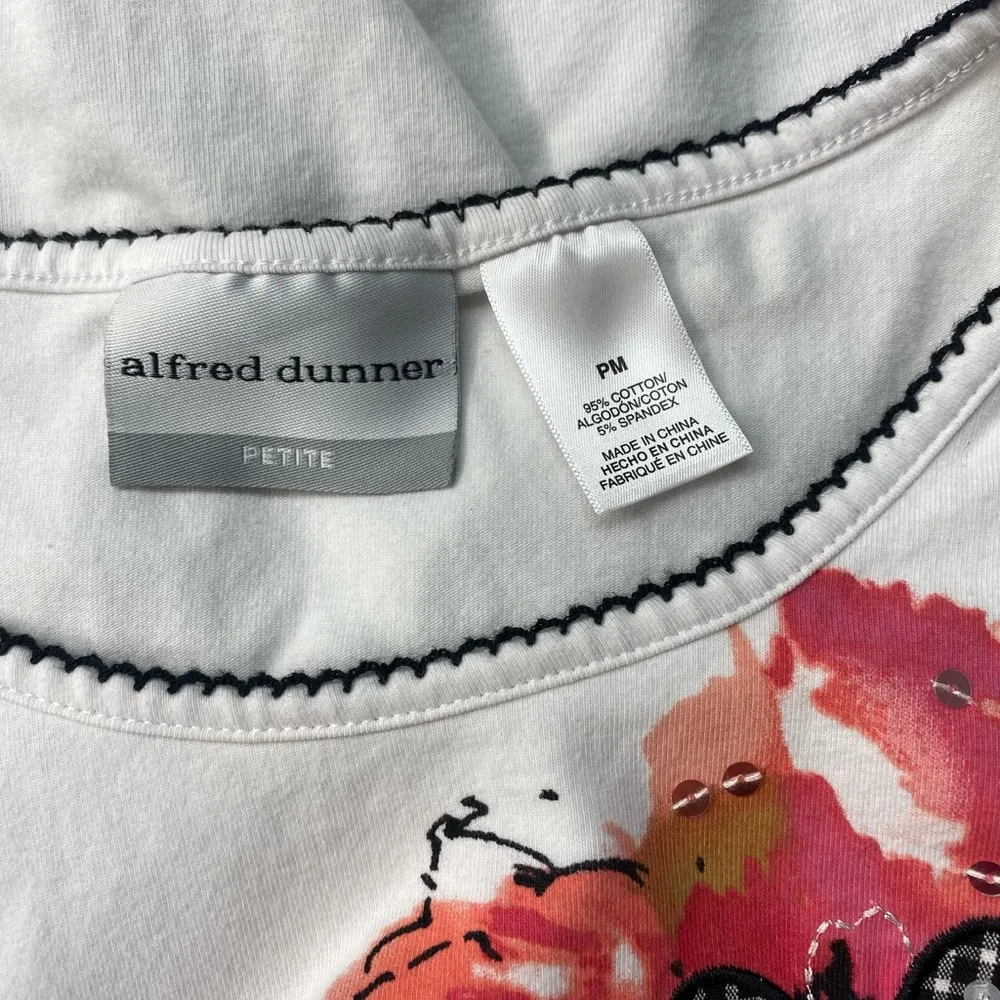 alfred dunner
PETITE
PM
95% COTTON/
ALGODÓN/COTON
5% SPANDEX
MADE IN CHINA
HECHO EN CHINA
FABRIQUÉ EN CHINE